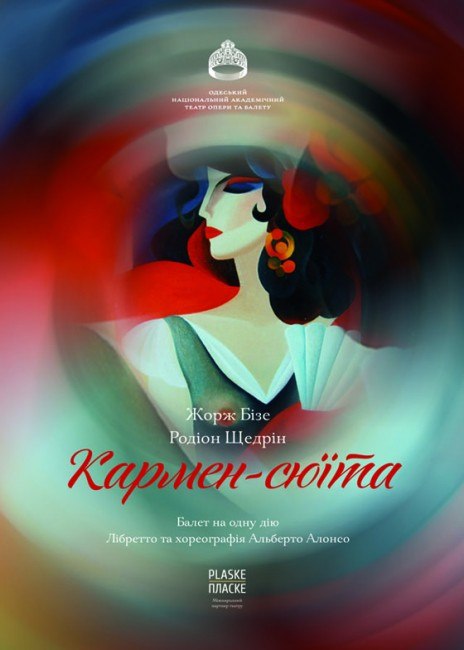 ОДЕСЬКИЙ
НАЦІОНАЛЬНИЙ АКАДЕМІЧНИЙ
ТЕАТР ОПЕРИ ТА БАЛЕТУ
Жорж Бізе
Родіон Щедрін
Кармен-сюїта
Балет на одну дію
Лібретто та хореографія Альберто Алонсо
PLASKE
ПЛАСКЕ